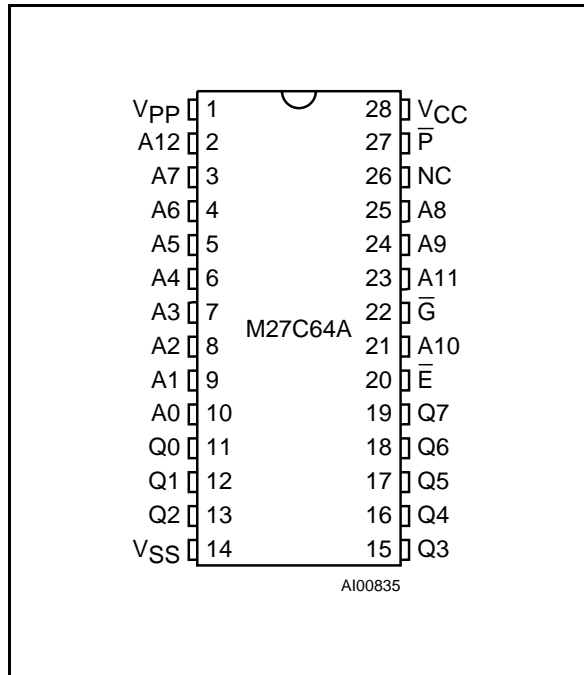 VPP 1 28 VCC
A12 2 27 P̅
A7 3 26 NC
A6 4 25 A8
A5 5 24 A9
A4 6 23 A11
A3 7 22 G̅
M27C64A
A2 8 21 A10
A1 9 20 E̅
A0 10 19 Q7
Q0 11 18 Q6
Q1 12 17 Q5
Q2 13 16 Q4
VSS 14 15 Q3
AI00835